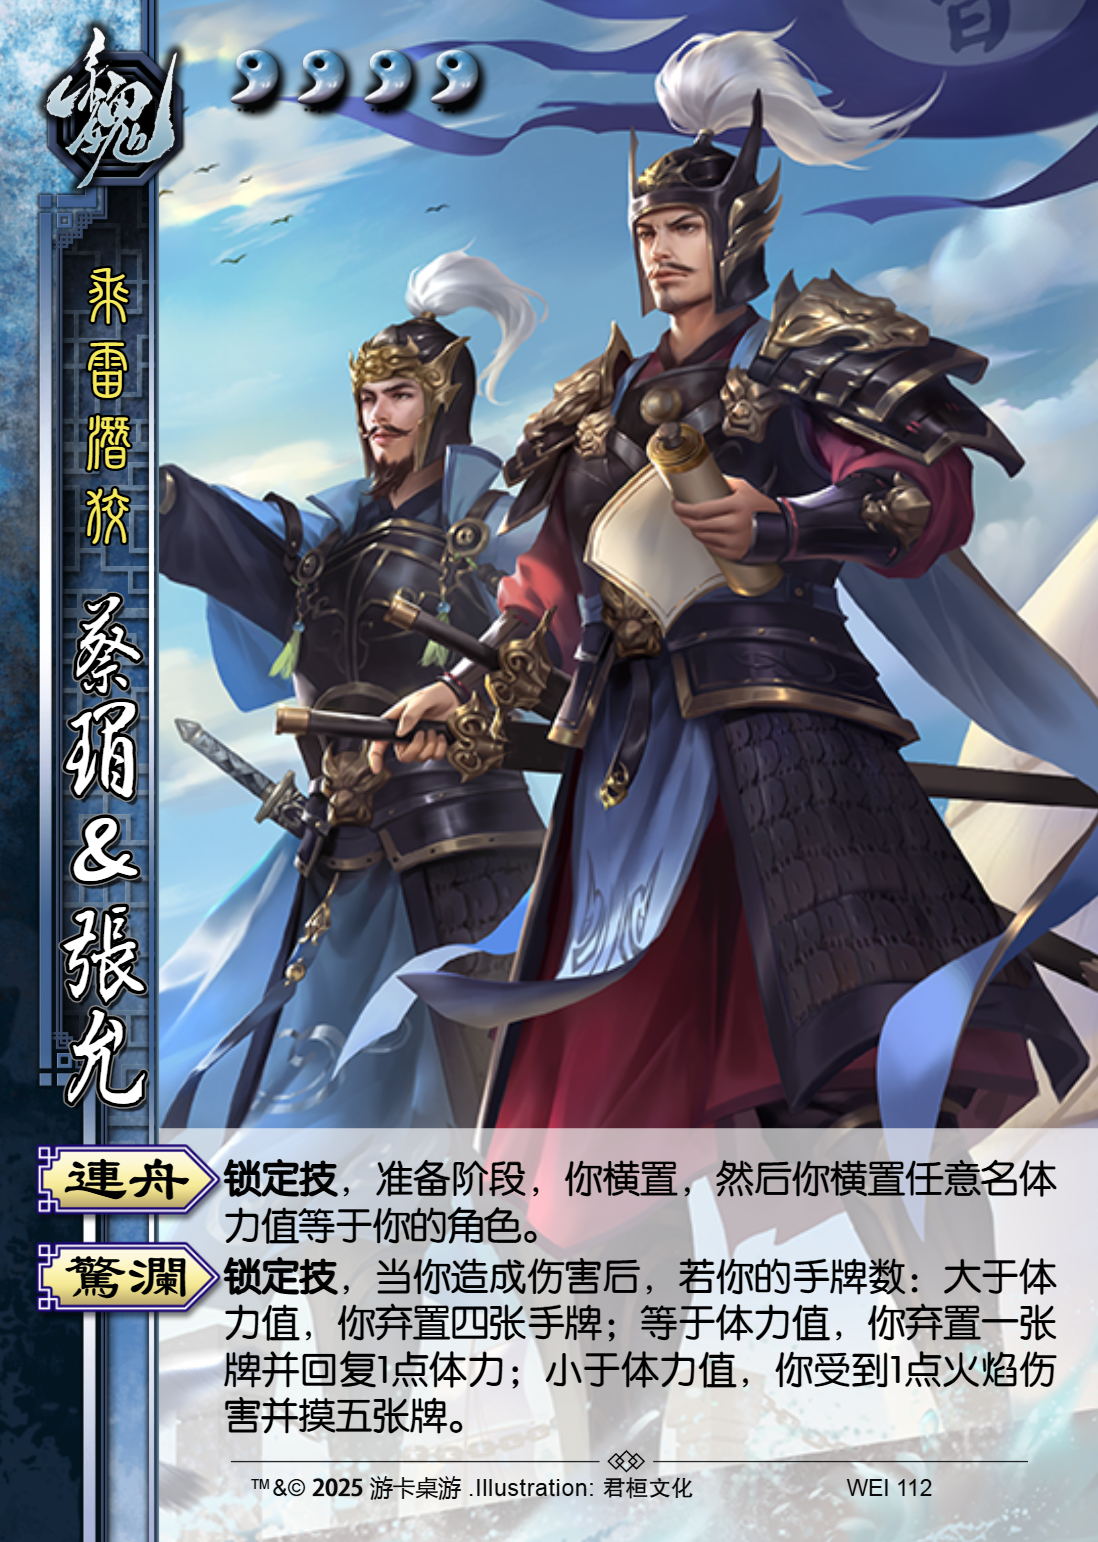 魏
乘雷潛狡
蔡瑁&張允
連舟
锁定技，准备阶段，你横置，然后你横置任意名体
力值等于你的角色。
驚瀾
锁定技，当你造成伤害后，若你的手牌数：大于体
力值，你弃置四张手牌；等于体力值，你弃置一张
牌并回复1点体力；小于体力值，你受到1点火焰伤
害并摸五张牌。
™&© 2025 游卡桌游 .Illustration: 君桓文化
WEI 112